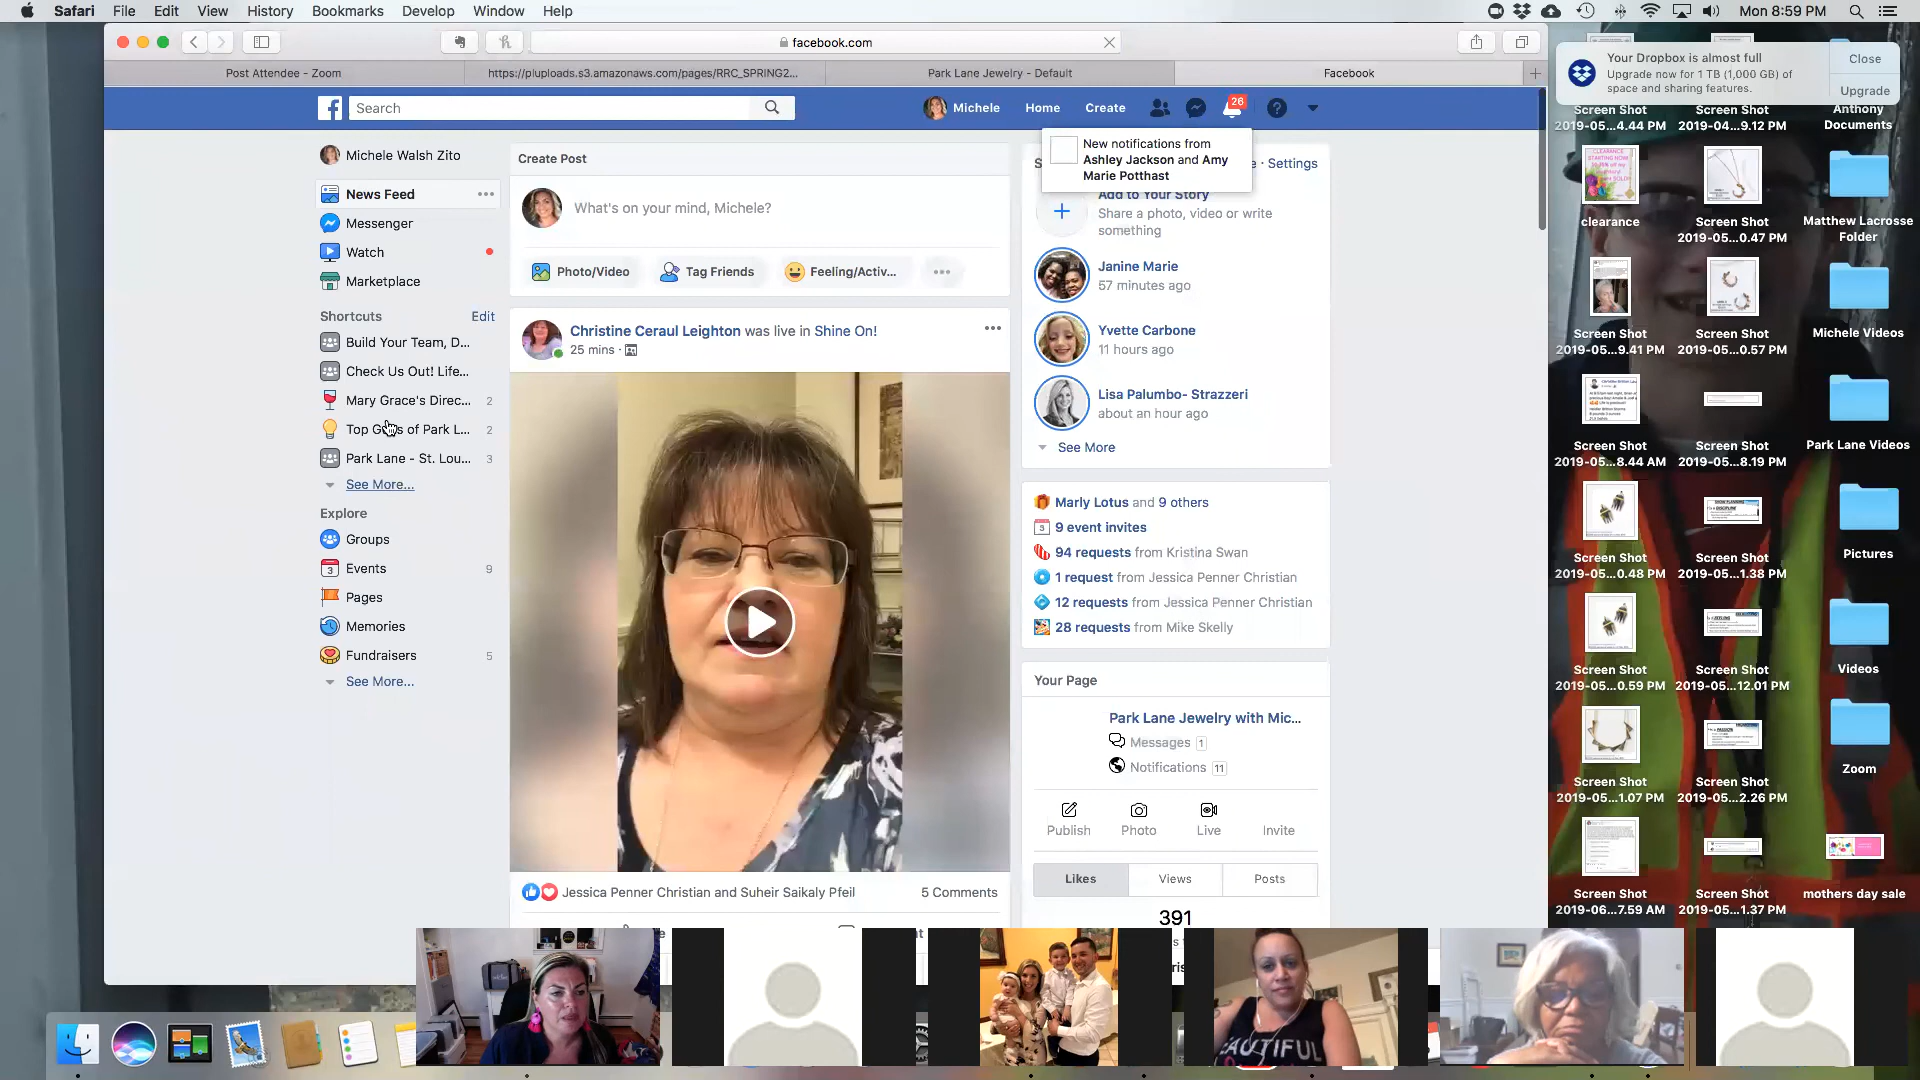 Safari File Edit View History Bookmarks Develop Window Help
Mon 8:59 PM
facebook.com
Post Attendee - Zoom
https://pluploads.s3.amazonaws.com/pages/RRC_SPRING2...
Park Lane Jewelry - Default
Facebook
Your Dropbox is almost full
Upgrade now for 1 TB (1,000 GB) of
space and sharing features.
Close
Upgrade
Search
Michele
Home
Create
26
New notifications from
Ashley Jackson and Amy
Marie Potthast
Michele Walsh Zito
News Feed
Messenger
Watch
Marketplace
Shortcuts
Edit
Build Your Team, D...
Check Us Out! Life...
Mary Grace's Direc... 2
Top G s of Park L... 2
Park Lane - St. Lou... 3
See More...
Explore
Groups
Events 9
Pages
Memories
Fundraisers 5
See More...
Create Post
What's on your mind, Michele?
Photo/Video
Tag Friends
Feeling/Activ...
Christine Ceraul Leighton was live in Shine On!
25 mins ·
Jessica Penner Christian and Suheir Saikaly Pfeil
5 Comments
· Settings
Add to Your Story
Share a photo, video or write
something
Janine Marie
57 minutes ago
Yvette Carbone
11 hours ago
Lisa Palumbo- Strazzeri
about an hour ago
See More
Marly Lotus and 9 others
9 event invites
94 requests from Kristina Swan
1 request from Jessica Penner Christian
12 requests from Jessica Penner Christian
28 requests from Mike Skelly
Your Page
Park Lane Jewelry with Mic...
Messages 1
Notifications 11
Publish
Photo
Live
Invite
Likes
Views
Posts
391
Screen Shot
2019-05...4.44 PM
Screen Shot
2019-04...9.12 PM
Anthony
Documents
clearance
Screen Shot
2019-05...0.47 PM
Matthew Lacrosse
Folder
Screen Shot
2019-05...9.41 PM
Screen Shot
2019-05...0.57 PM
Michele Videos
Screen Shot
2019-05...8.44 AM
Screen Shot
2019-05...8.19 PM
Park Lane Videos
Screen Shot
2019-05...0.48 PM
Screen Shot
2019-05...1.38 PM
Pictures
Screen Shot
2019-05...0.59 PM
Screen Shot
2019-05...12.01 PM
Videos
Screen Shot
2019-05...1.07 PM
Screen Shot
2019-05...2.26 PM
Zoom
Screen Shot
2019-06...7.59 AM
Screen Shot
2019-05...1.37 PM
mothers day sale
EAUTIFUL